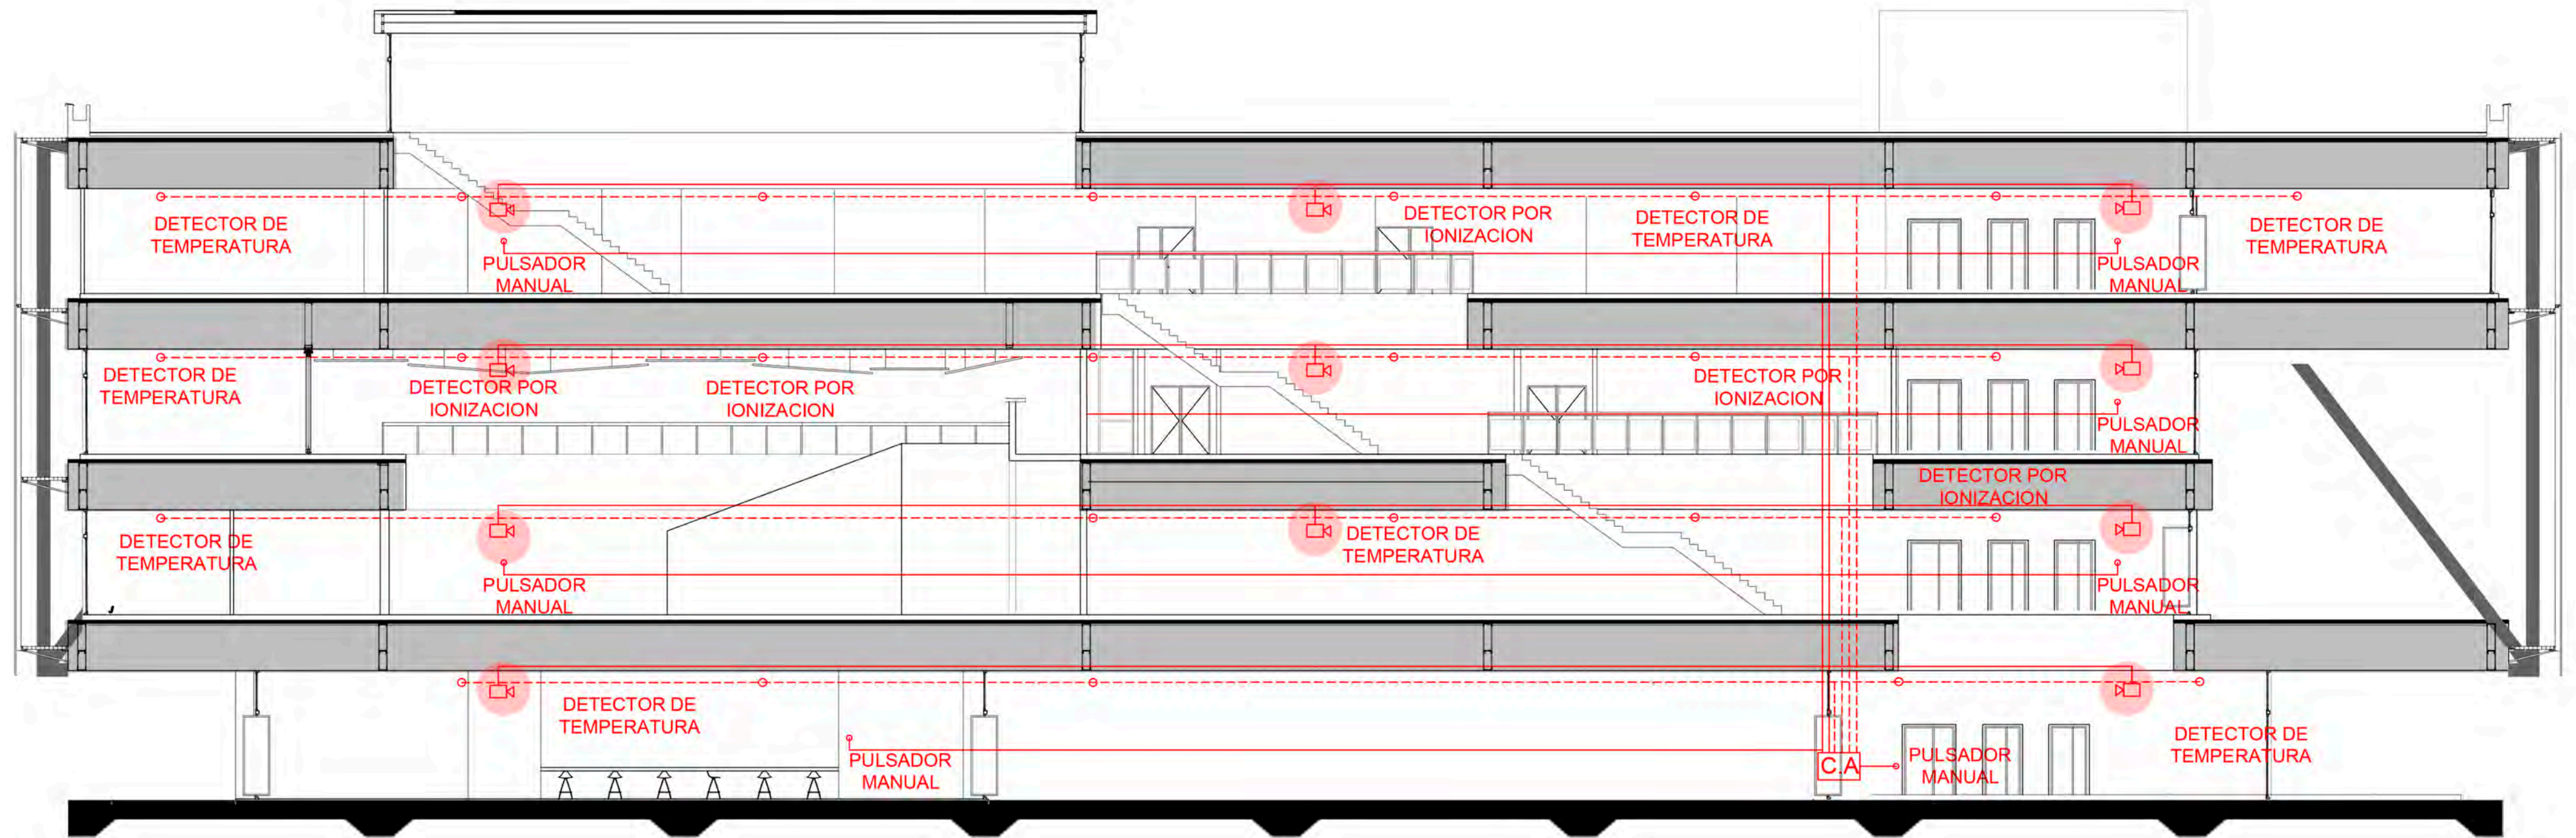 DETECTOR DE
TEMPERATURA
PULSADOR
MANUAL
DETECTOR POR
IONIZACION
DETECTOR DE
TEMPERATURA
PULSADOR
MANUAL
DETECTOR DE
TEMPERATURA
DETECTOR DE
TEMPERATURA
DETECTOR POR
IONIZACION
DETECTOR POR
IONIZACION
DETECTOR POR
IONIZACION
PULSADOR
MANUAL
DETECTOR POR
IONIZACION
DETECTOR DE
TEMPERATURA
PULSADOR
MANUAL
DETECTOR DE
TEMPERATURA
PULSADOR
MANUAL
DETECTOR DE
TEMPERATURA
PULSADOR
MANUAL
C.A
PULSADOR
MANUAL
DETECTOR DE
TEMPERATURA